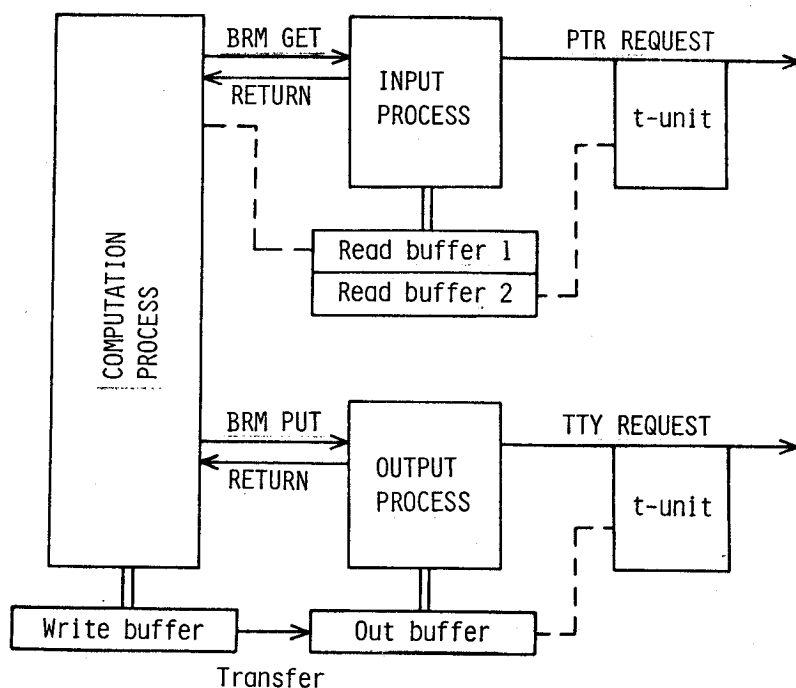 BRM GET
RETURN
INPUT
PROCESS
PTR REQUEST
t-unit
COMPUTATION
PROCESS
Read buffer 1
Read buffer 2
BRM PUT
RETURN
OUTPUT
PROCESS
TTY REQUEST
t-unit
Write buffer
Out buffer
Transfer